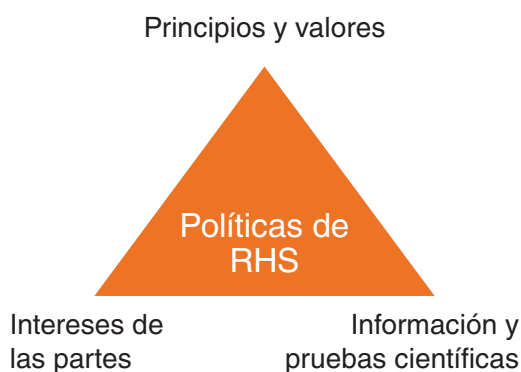 Principios y valores
Políticas de
RHS
Intereses de
las partes
Información y
pruebas científicas